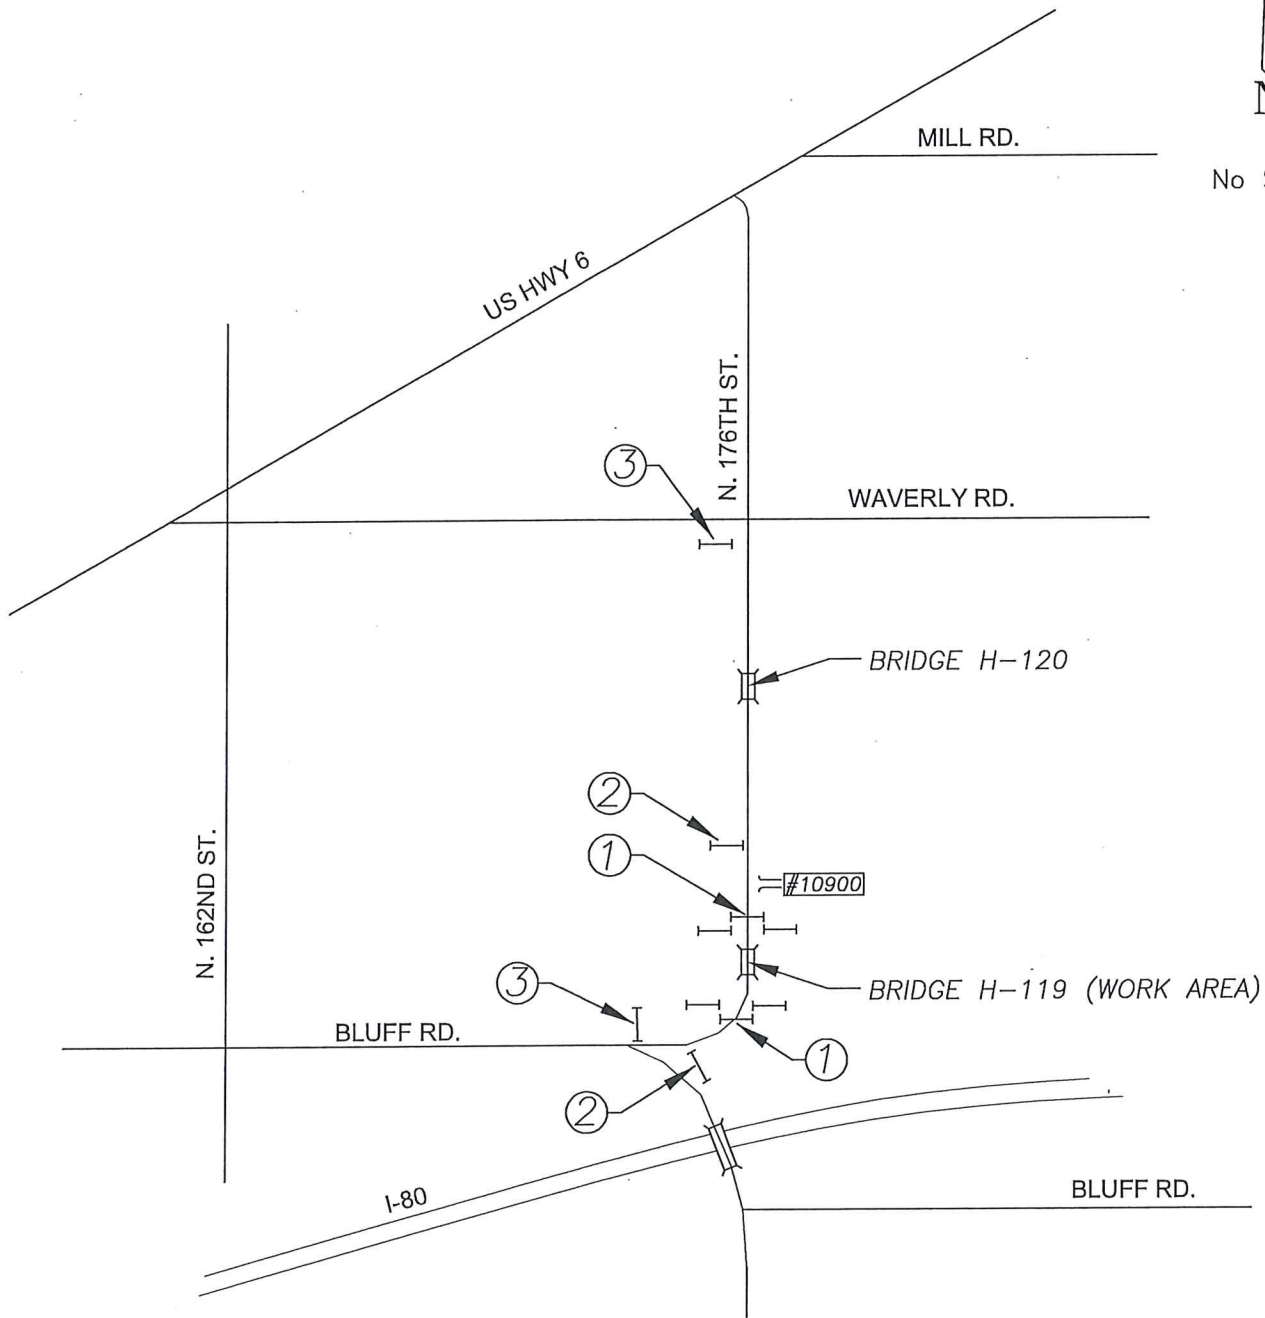 MILL RD.
No
US HWY 6
N. 176TH ST.
3
WAVERLY RD.
BRIDGE H-120
2
1
#10900
N. 162ND ST.
3
BRIDGE H-119 (WORK AREA)
BLUFF RD.
1
2
I-80
BLUFF RD.